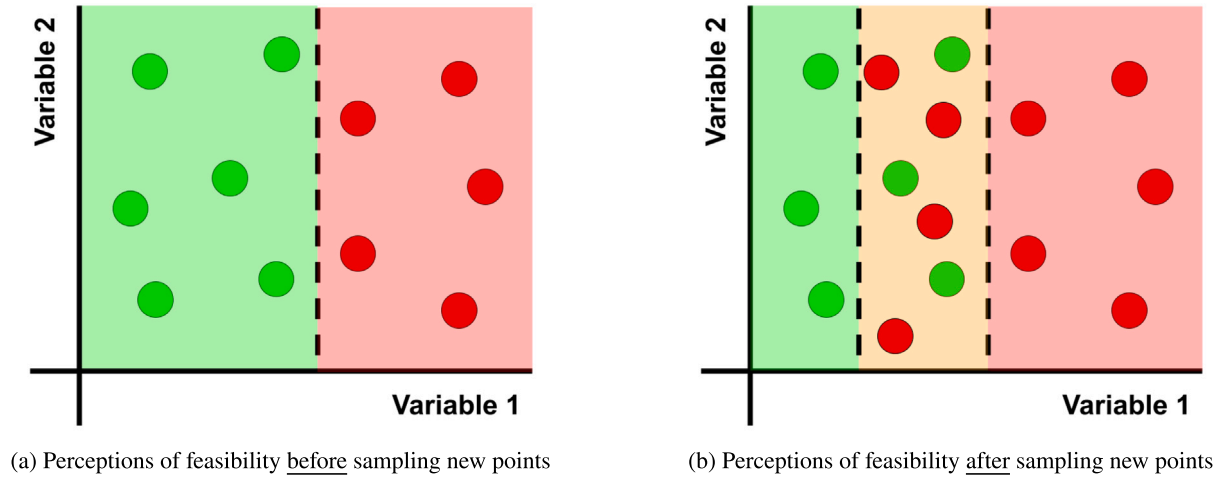 Variable 2
Variable 1
(a) Perceptions of feasibility before sampling new points
Variable 2
Variable 1
(b) Perceptions of feasibility after sampling new points